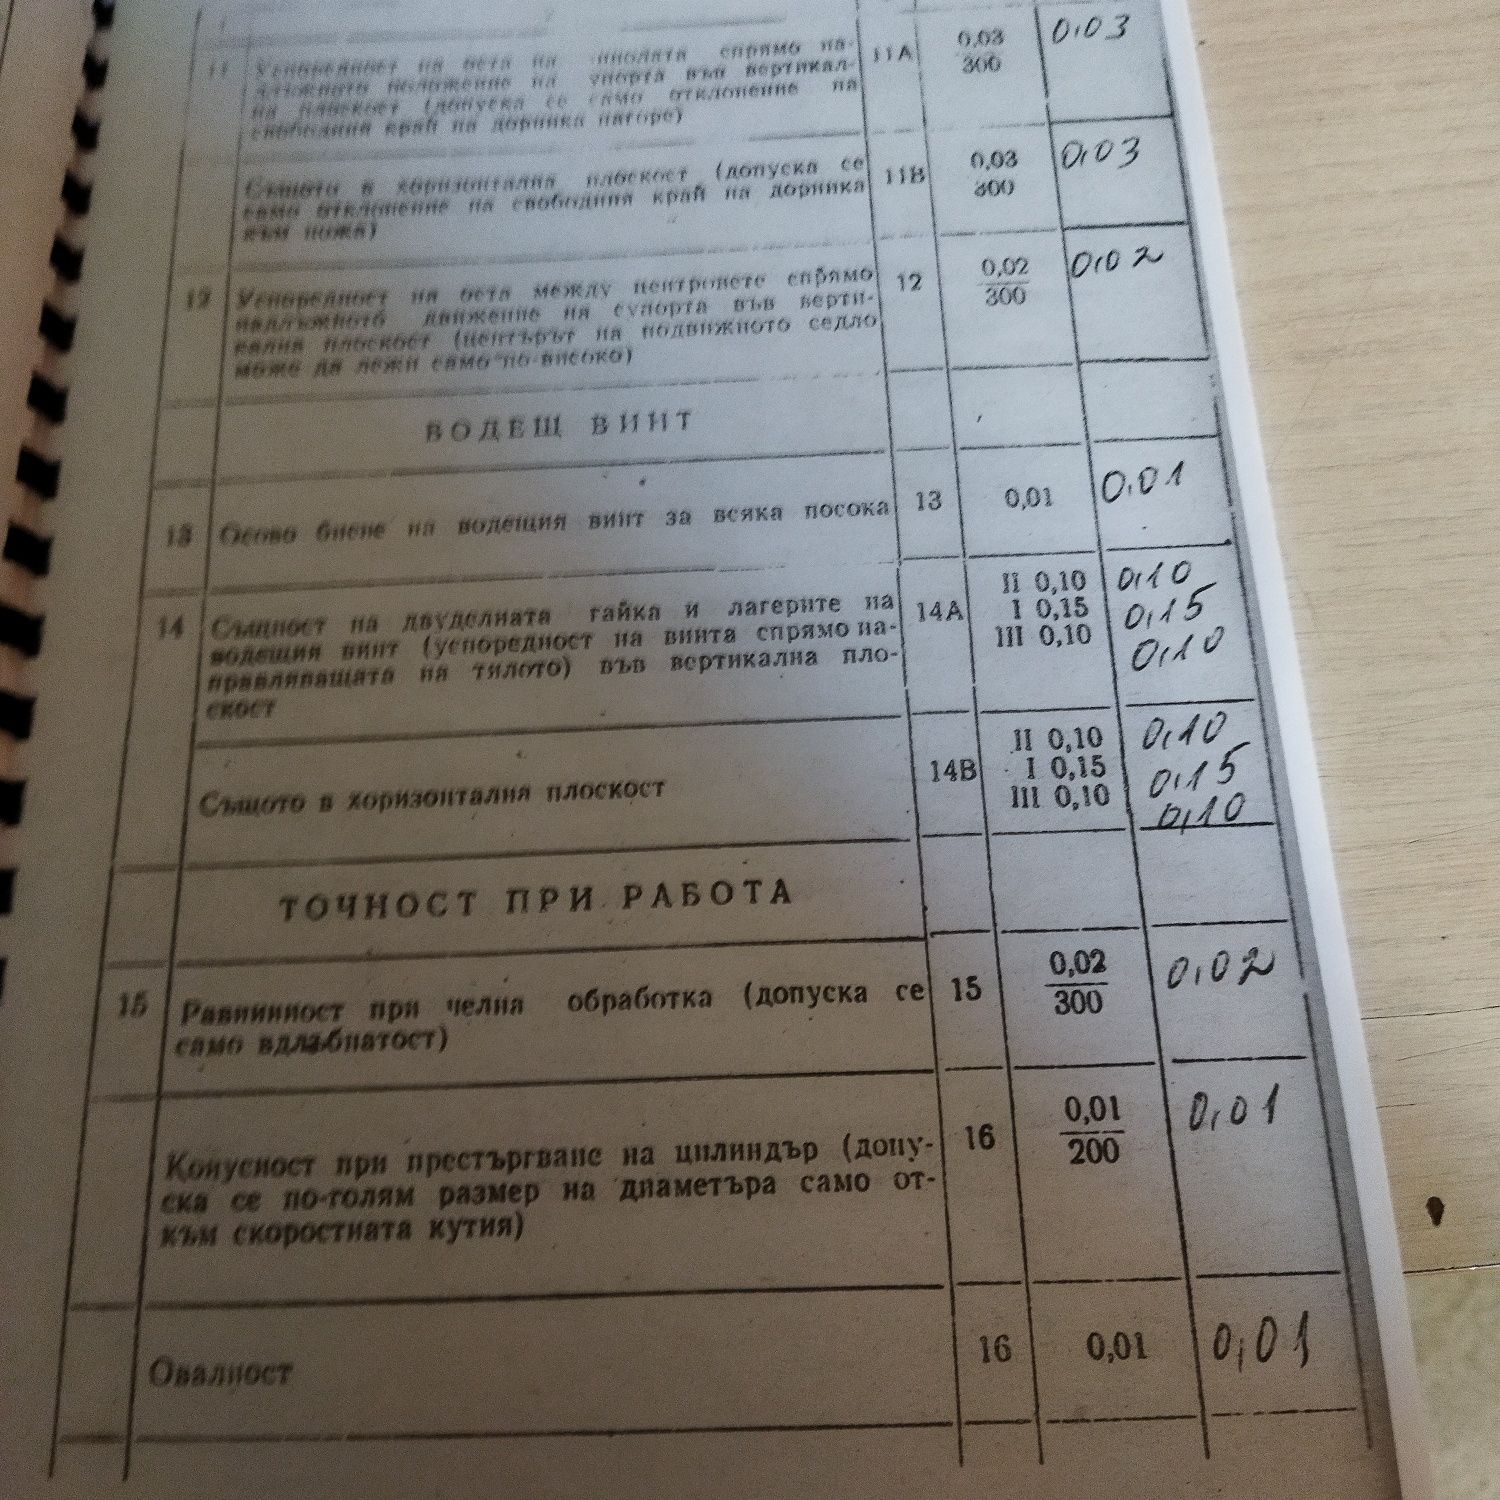 11 Успоредност на оста на пинолата спрямо на- 11А 0,03 0,03
длъжното положение на супорта във вертикал- 300
на плоскост (допуска се само отклонение на
свободния край на дорника нагоре)
Същото в хоризонтална плоскост (допуска се 11В 0,03 0,03
само отклонение на свободния край на дорника 300
към ножа)
12 Успоредност на оста между центровете спрямо 12 0,02 0,02
надлъжното движение на супорта във верти- 300
кална плоскост (центърът на подвижното седло
може да лежи само по-високо)
ВОДЕЩ ВИНТ
13 Осово биене на водещия винт за всяка посока 13 0,01 0.01
14 Същност на двуделната гайка и лагерите на 14А II 0,10 0,10
водещия винт (успоредност на винта спрямо на- I 0,15 0,15
правляващата на тялото) във вертикална пло- III 0,10 0,10
скост
Същото в хоризонтална плоскост 14В II 0,10 0,10
I 0,15 0,15
III 0,10 0,10
ТОЧНОСТ ПРИ РАБОТА
15 Равнинност при челна обработка (допуска се 15 0,02 0,02
само вдлъбнатост) 300
Конусност при престъргване на цилиндър (допу- 16 0,01 0,01
ска се по-голям размер на диаметъра само от- 200
към скоростната кутия)
Овалност 16 0,01 0,01